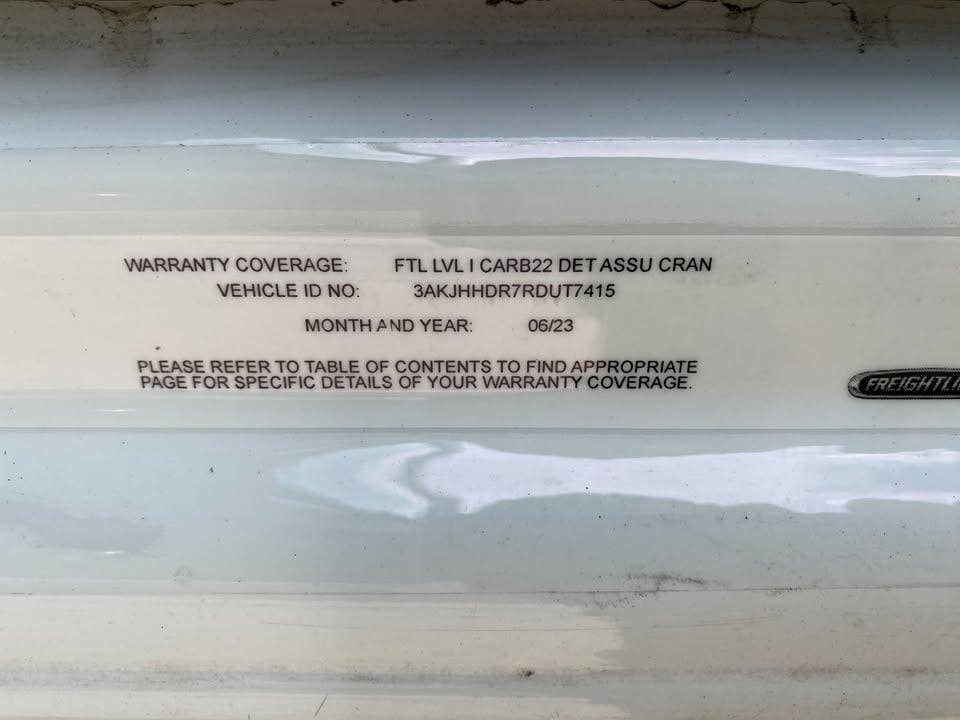 WARRANTY COVERAGE: FTL LVL I CARB22 DET ASSU CRAN
VEHICLE ID NO: 3AKJHHDR7RDUT7415
MONTH AND YEAR: 06/23
PLEASE REFER TO TABLE OF CONTENTS TO FIND APPROPRIATE
PAGE FOR SPECIFIC DETAILS OF YOUR WARRANTY COVERAGE.
FREIGHTLI